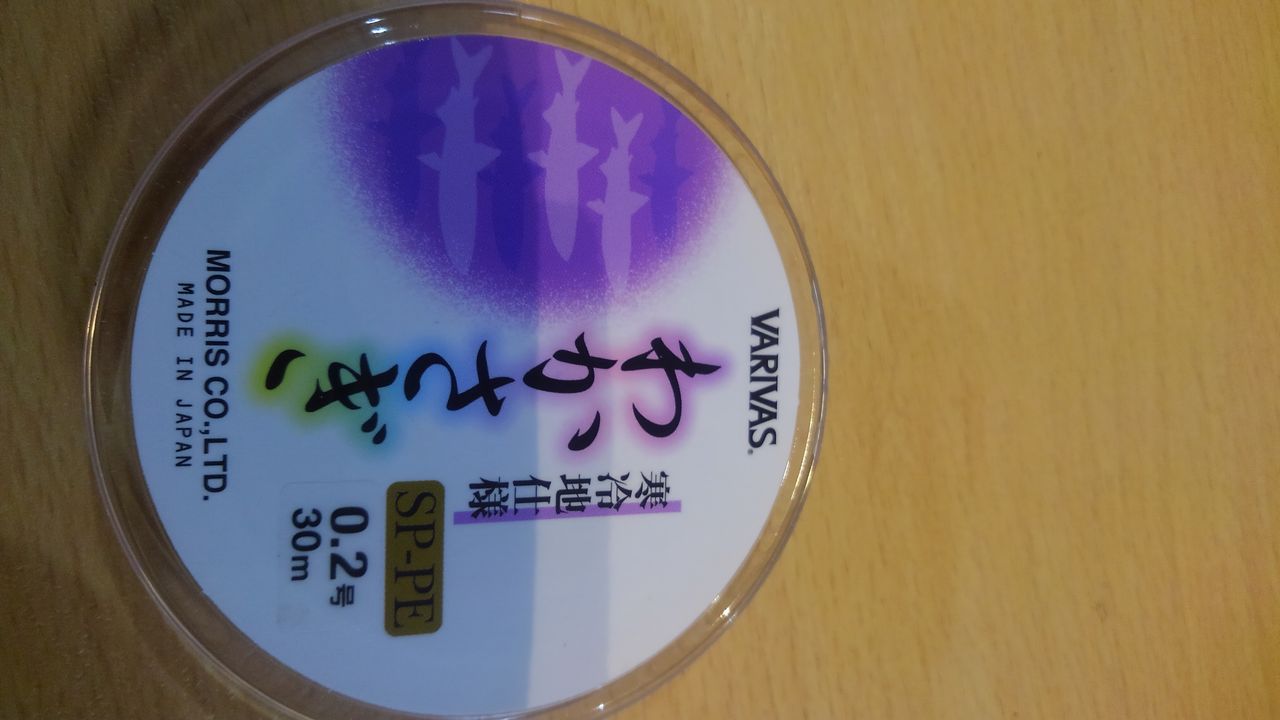 VARIVAS®
わかさぎ
寒冷地仕様
SP-PE
0.2号
30m
MORRIS CO.,LTD.
MADE IN JAPAN